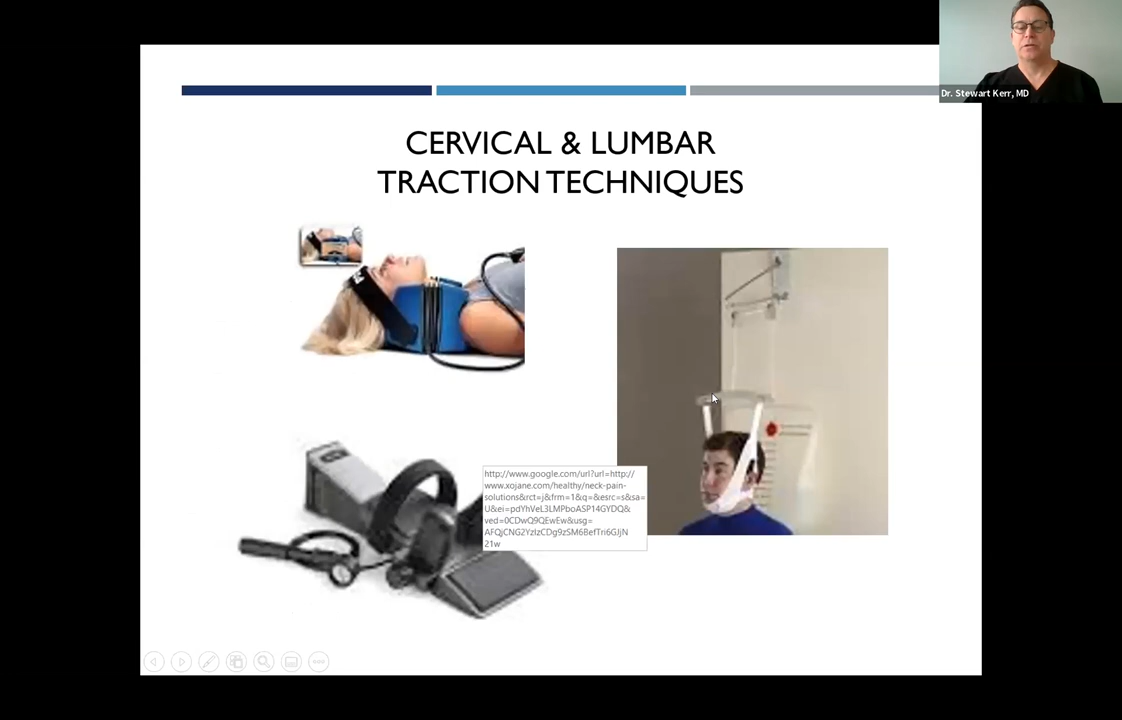 Dr. Stewart Kerr, MD
CERVICAL & LUMBAR
TRACTION TECHNIQUES
http://www.google.com/url?url=http://
www.xojane.com/healthy/neck-pain-
solutions&rct=j&frm=1&q=&esrc=s&sa=
U&ei=pdYhVeL3LMPboASP14GYDQ&
ved=0CDwQ9QEwEw&usg=
AFQjCNG2YzIzCDg9zSM6BefTri6GJjN
21w